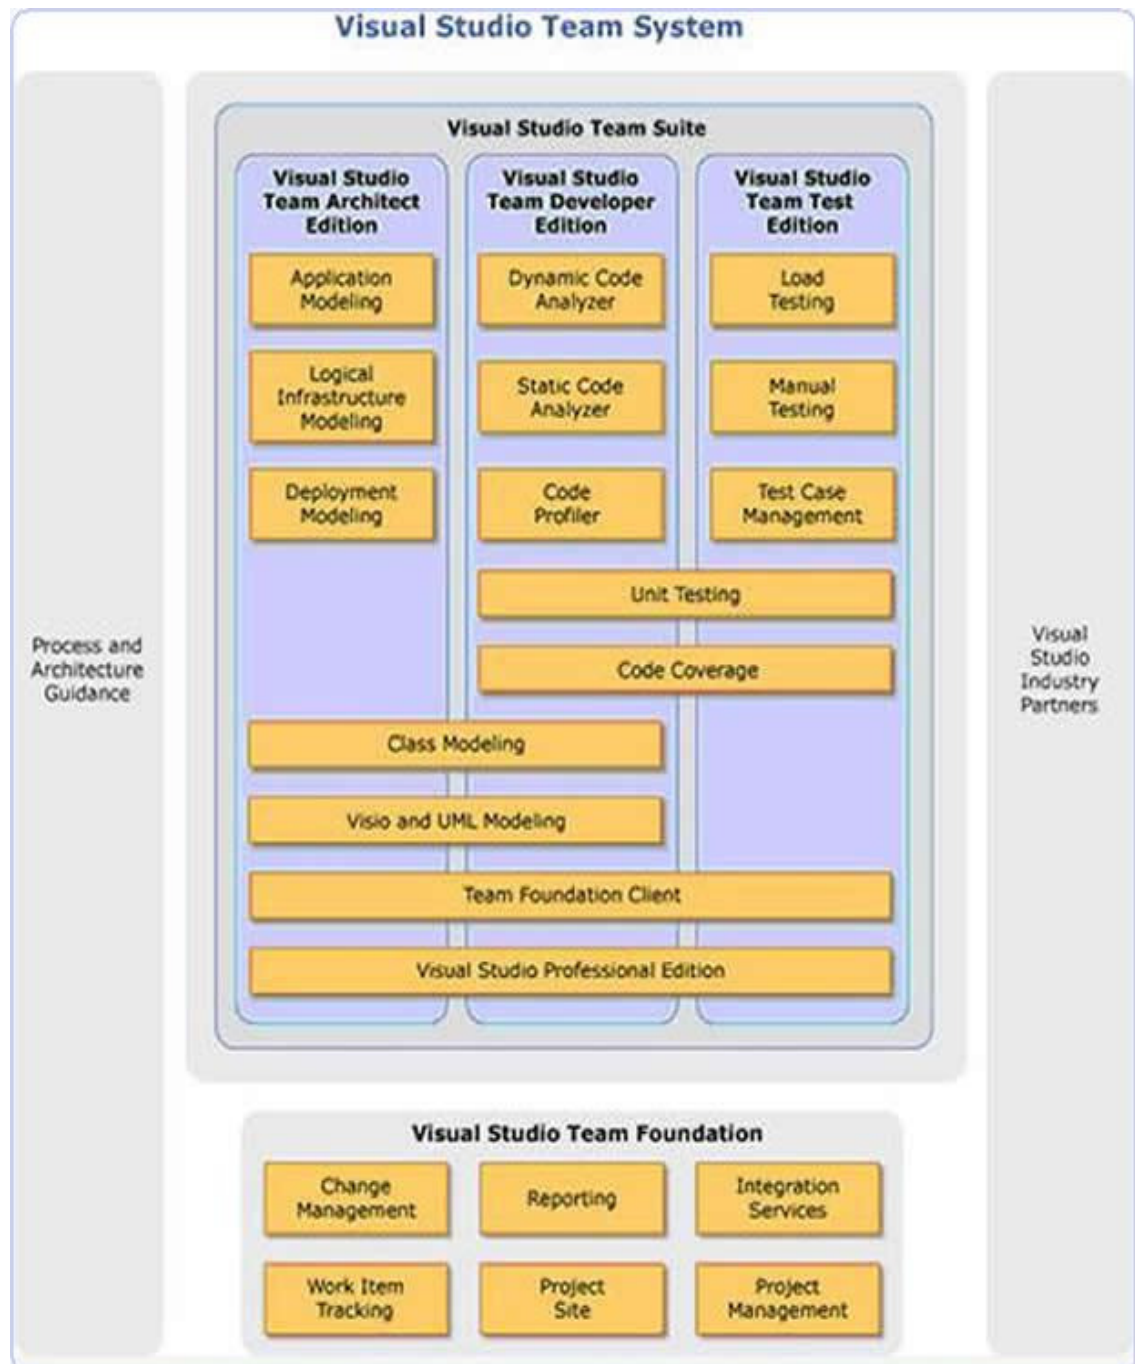 Visual Studio Team System
Process and
Architecture
Guidance
Visual Studio Team Suite
Visual Studio
Team Architect
Edition
Visual Studio
Team Developer
Edition
Visual Studio
Team Test
Edition
Application
Modeling
Dynamic Code
Analyzer
Load
Testing
Logical
Infrastructure
Modeling
Static Code
Analyzer
Manual
Testing
Deployment
Modeling
Code
Profiler
Test Case
Management
Unit Testing
Code Coverage
Class Modeling
Visio and UML Modeling
Team Foundation Client
Visual Studio Professional Edition
Visual
Studio
Industry
Partners
Visual Studio Team Foundation
Change
Management
Reporting
Integration
Services
Work Item
Tracking
Project
Site
Project
Management